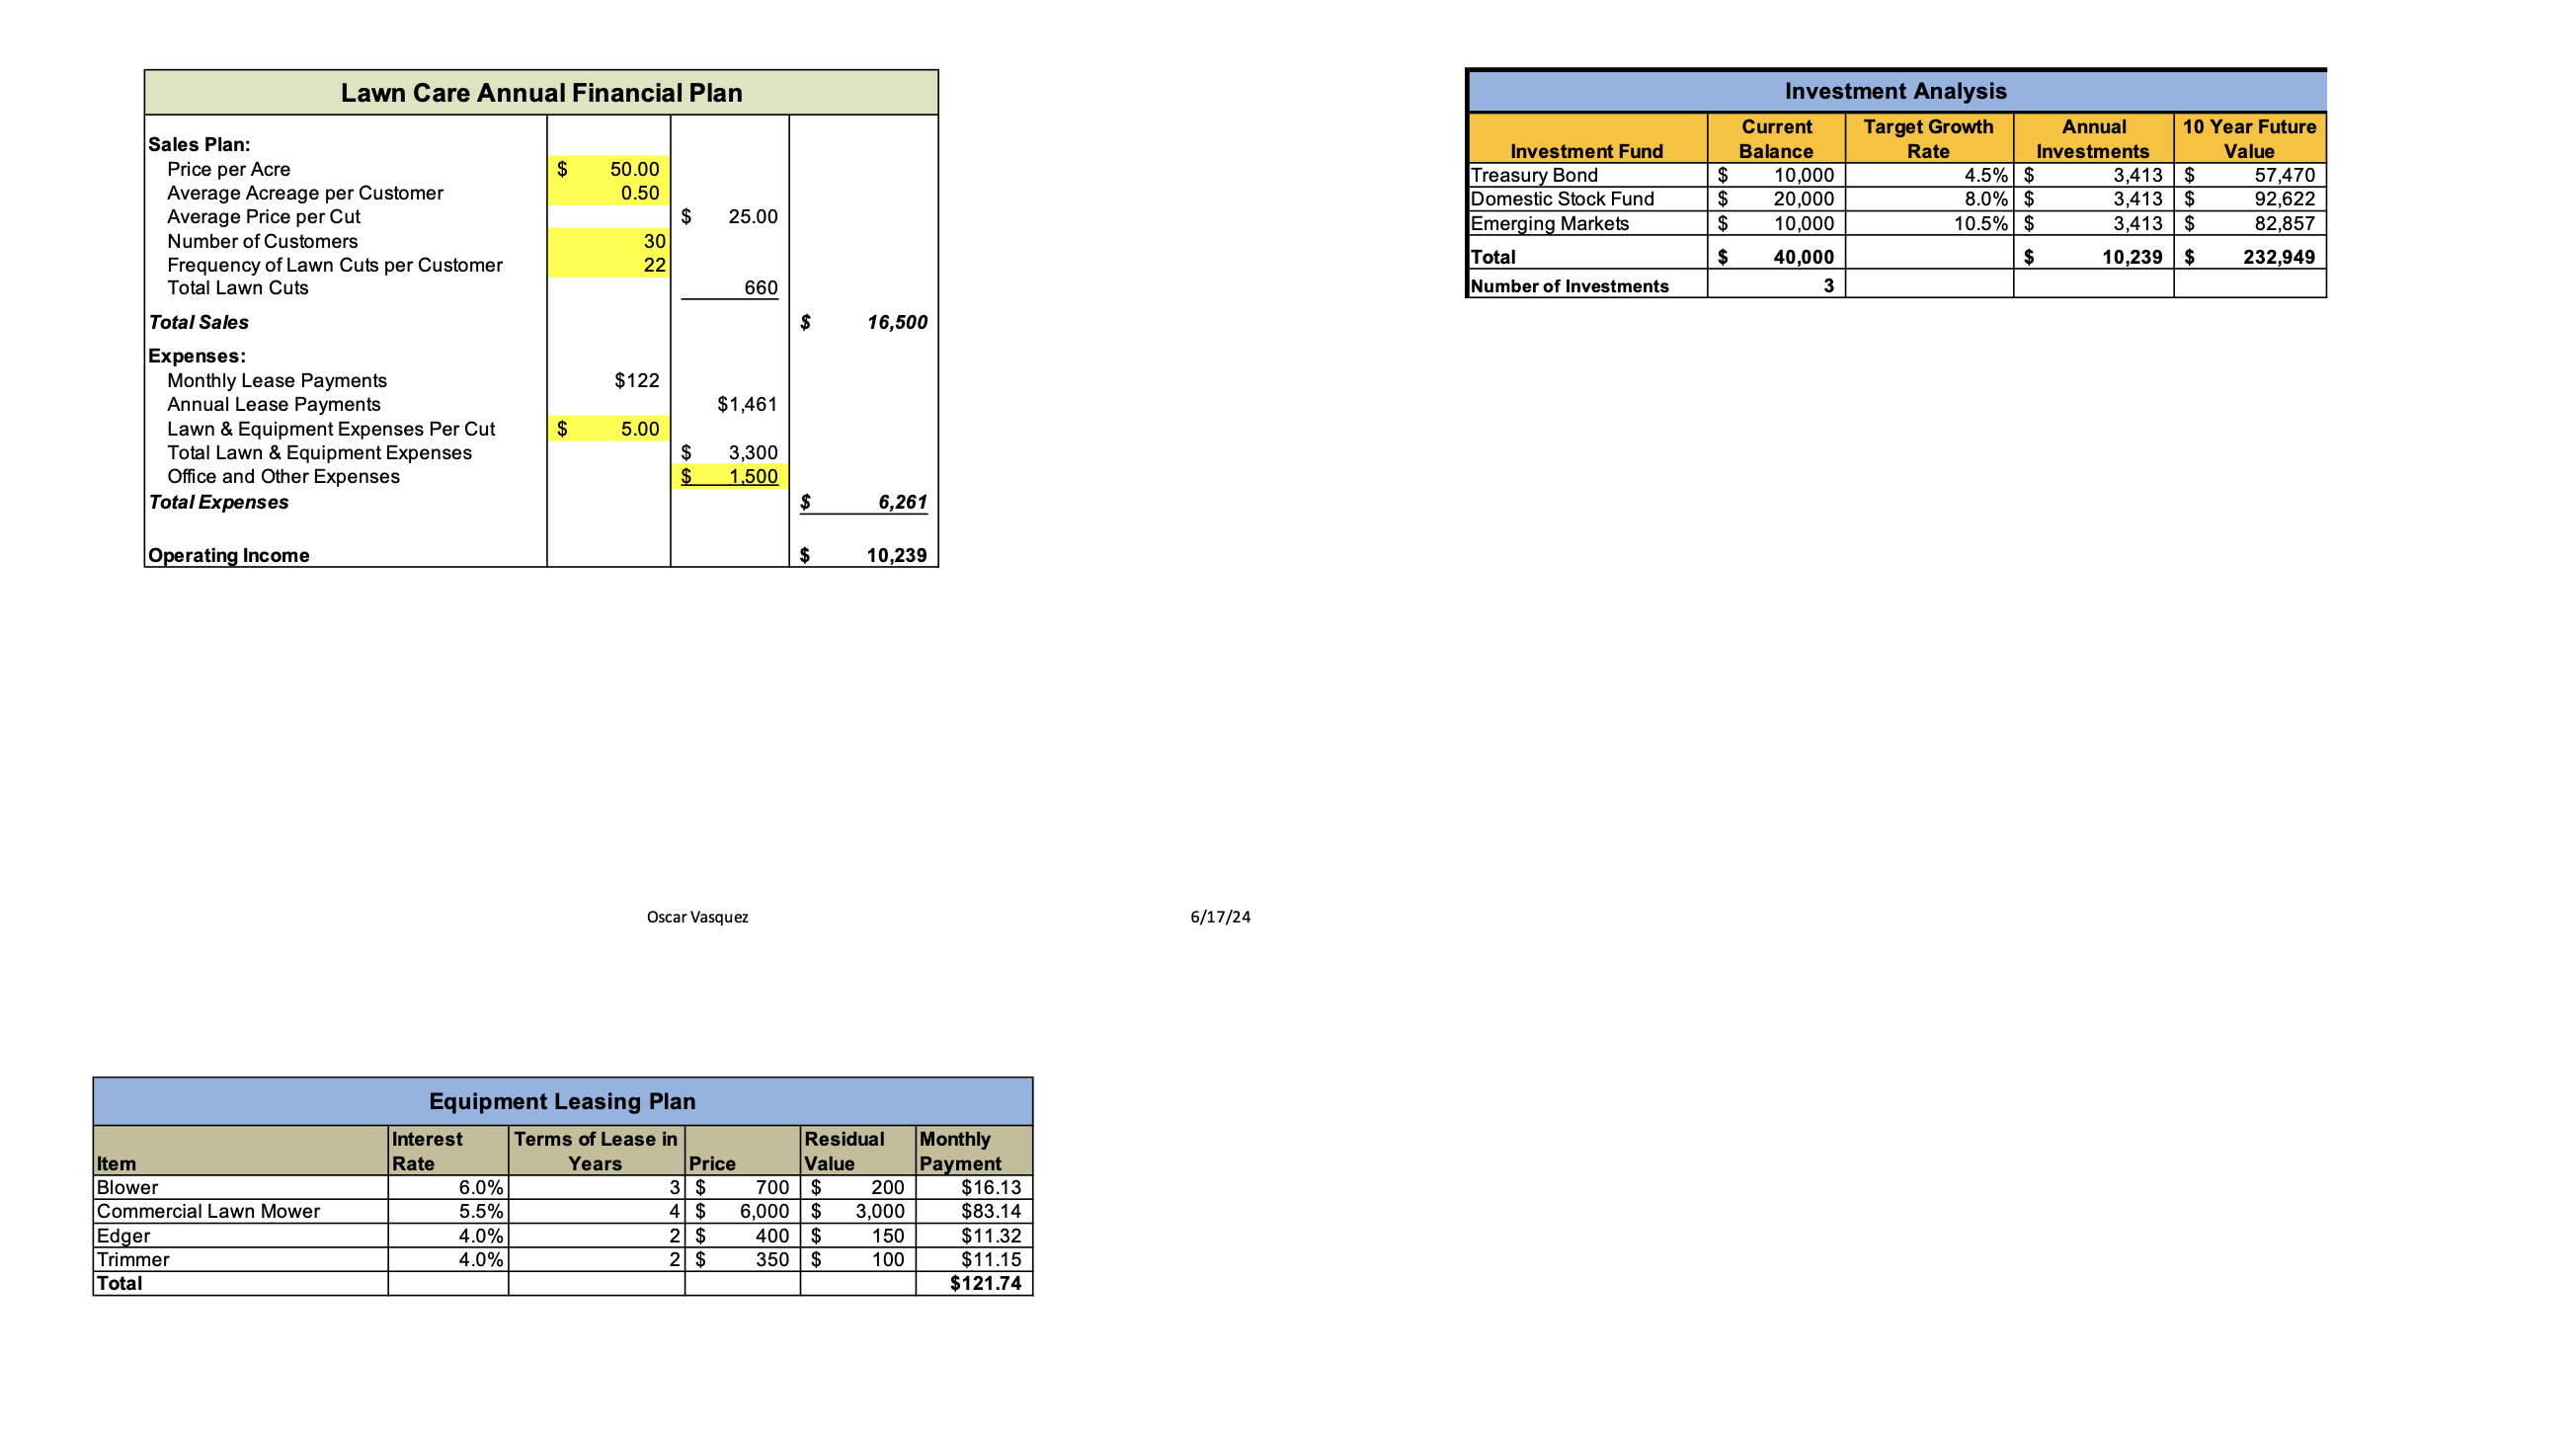 Lawn Care Annual Financial Plan
Sales Plan:
Price per Acre $ 50.00
Average Acreage per Customer 0.50
Average Price per Cut $ 25.00
Number of Customers 30
Frequency of Lawn Cuts per Customer 22
Total Lawn Cuts 660
Total Sales $ 16,500
Expenses:
Monthly Lease Payments $122
Annual Lease Payments $1,461
Lawn & Equipment Expenses Per Cut $ 5.00
Total Lawn & Equipment Expenses $ 3,300
Office and Other Expenses $ 1,500
Total Expenses $ 6,261
Operating Income $ 10,239
Investment Analysis
Current Target Growth Annual 10 Year Future
Investment Fund Balance Rate Investments Value
Treasury Bond $ 10,000 4.5% $ 3,413 $ 57,470
Domestic Stock Fund $ 20,000 8.0% $ 3,413 $ 92,622
Emerging Markets $ 10,000 10.5% $ 3,413 $ 82,857
Total $ 40,000 $ 10,239 $ 232,949
Number of Investments 3
Oscar Vasquez 6/17/24
Equipment Leasing Plan
Interest Terms of Lease in Residual Monthly
Item Rate Years Price Value Payment
Blower 6.0% 3 $ 700 $ 200 $16.13
Commercial Lawn Mower 5.5% 4 $ 6,000 $ 3,000 $83.14
Edger 4.0% 2 $ 400 $ 150 $11.32
Trimmer 4.0% 2 $ 350 $ 100 $11.15
Total $121.74